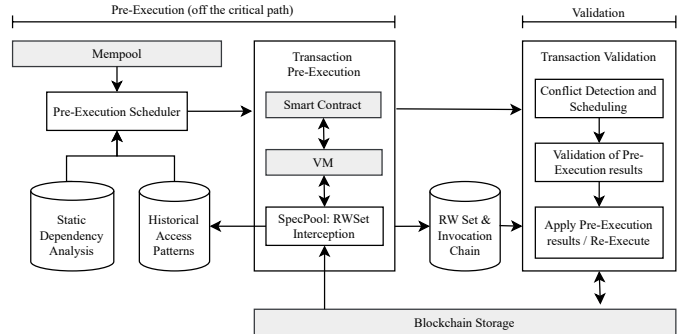 Pre-Execution (off the critical path)
Validation
Mempool
Pre-Execution Scheduler
Static
Dependency
Analysis
Historical
Access
Patterns
Transaction
Pre-Execution
Smart Contract
VM
SpecPool: RWSet
Interception
RW Set &
Invocation
Chain
Transaction Validation
Conflict Detection and
Scheduling
Validation of Pre-
Execution results
Apply Pre-Execution
results / Re-Execute
Blockchain Storage